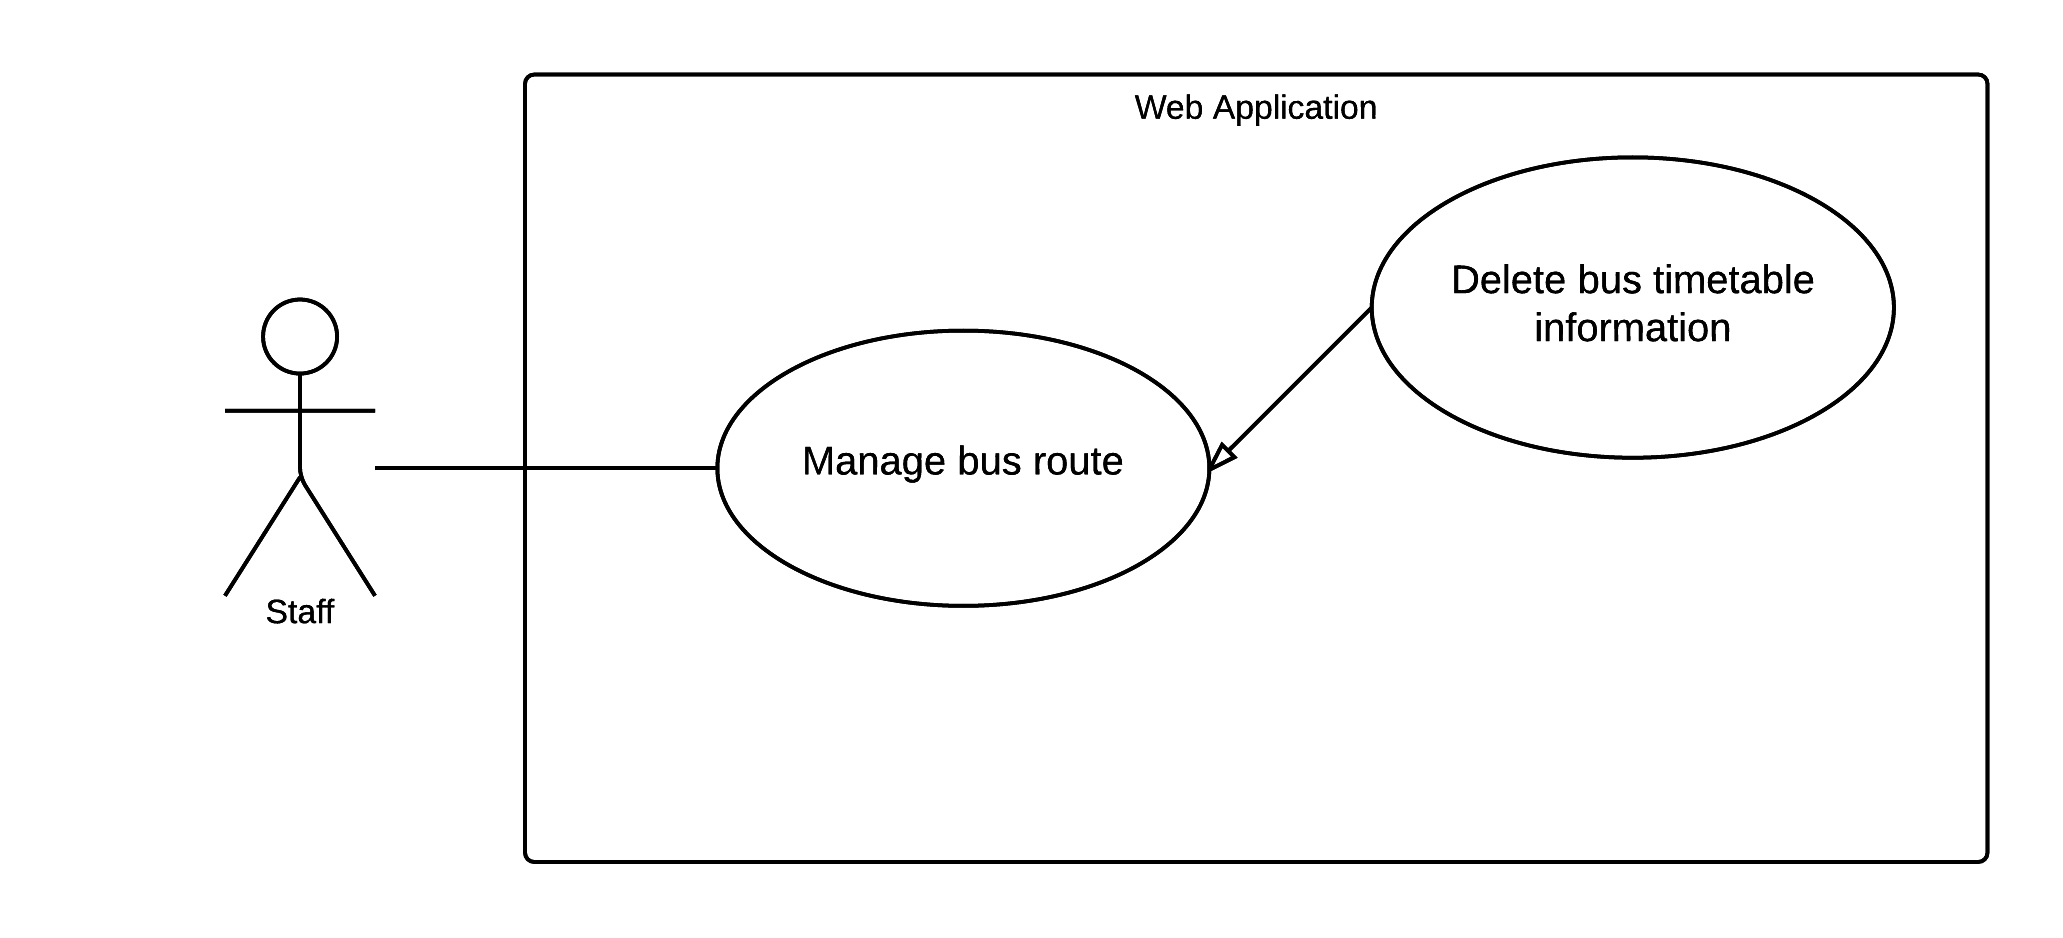 Web Application
Delete bus timetable
information
Manage bus route
Staff